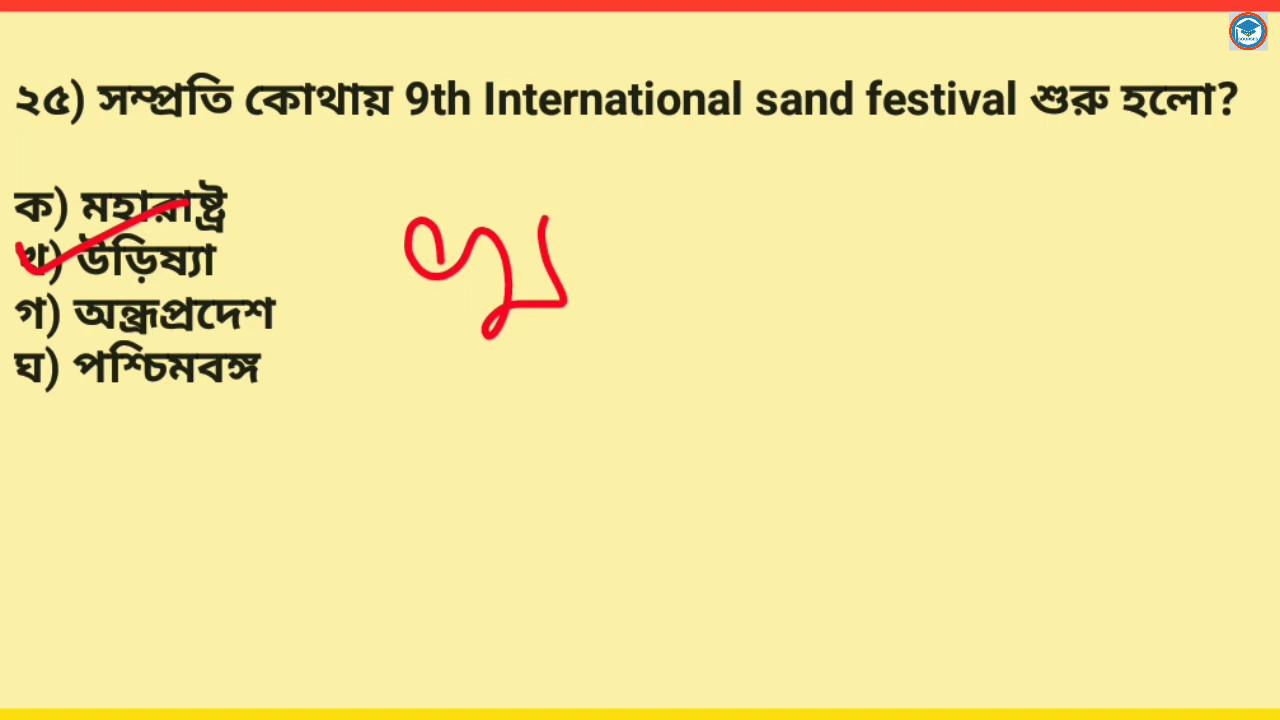 ২৫) সম্প্রতি কোথায় 9th International sand festival শুরু হলো?
ক) মহারাষ্ট্র
খ) উড়িষ্যা
গ) অন্ধ্রপ্রদেশ
ঘ) পশ্চিমবঙ্গ